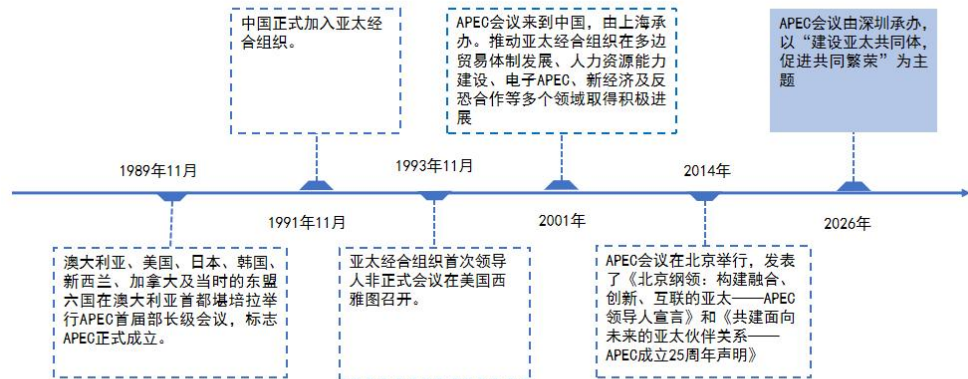 中国正式加入亚太经
合组织。
APEC会议来到中国，由上海承
办。推动亚太经合组织在多边
贸易体制发展、人力资源能力
建设、电子APEC、新经济及反
恐合作等多个领域取得积极进
展
APEC会议由深圳承办，
以“建设亚太共同体，
促进共同繁荣”为主
题
1989年11月
1993年11月
2014年
1991年11月
2001年
2026年
澳大利亚、美国、日本、韩国、
新西兰、加拿大及当时的东盟
六国在澳大利亚首都堪培拉举
行APEC首届部长级会议，标志
APEC正式成立。
亚太经合组织首次领导
人非正式会议在美国西
雅图召开。
APEC会议在北京举行，发表
了《北京纲领：构建融合、
创新、互联的亚太——APEC
领导人宣言》和《共建面向
未来的亚太伙伴关系——
APEC成立25周年声明》